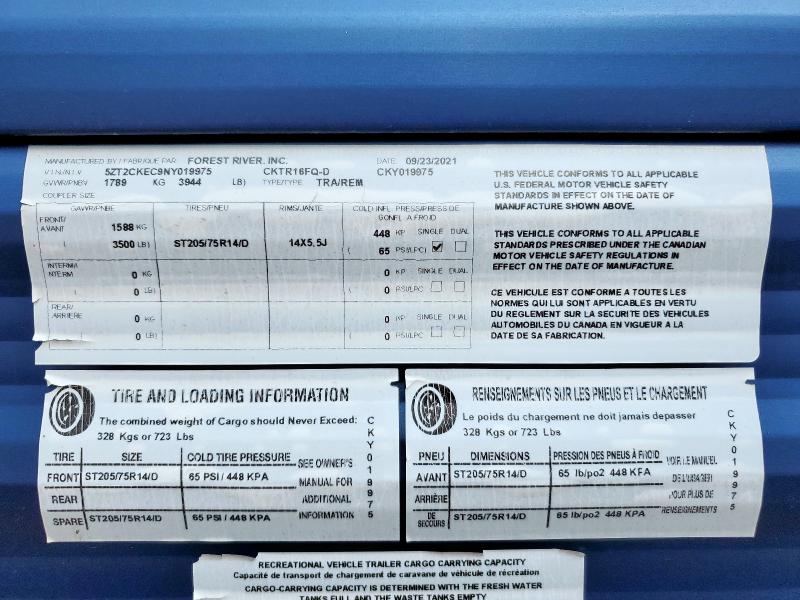 MANUFACTURED BY / FABRIQUE PAR: FOREST RIVER, INC. DATE: 09/23/2021
V.I.N./N.I.V. 5ZT2CKEC9NY019975 CKTR16FQ-D CKY019975
GVWR/PNBV 1789 KG 3944 LB) TYPE/TYPE: TRA/REM
COUPLER SIZE
GAWR/PNBE TIRES/PNEU RIMS/JANTE COLD INFL. PRESS/PRESS DE
GONFL. A FROID
FRONT/
AVANT 1588 KG 448 KP SINGLE DUAL
( 3500 LB) ST205/75R14/D 14X5.5J ( 65 PSI/LPC)
INTERMIA
INTERM 0 KG 0 KP SINGLE DUAL
( 0 LB) ( 0 PSI/LPC
REAR/
ARRIÈRE 0 KG 0 KP SINGLE DUAL
( 0 LB) ( 0 PSI/LPC
THIS VEHICLE CONFORMS TO ALL APPLICABLE
U.S. FEDERAL MOTOR VEHICLE SAFETY
STANDARDS IN EFFECT ON THE DATE OF
MANUFACTURE SHOWN ABOVE.
THIS VEHICLE CONFORMS TO ALL APPLICABLE
STANDARDS PRESCRIBED UNDER THE CANADIAN
MOTOR VEHICLE SAFETY REGULATIONS IN
EFFECT ON THE DATE OF MANUFACTURE.
CE VEHICULE EST CONFORME A TOUTES LES
NORMES QUI LUI SONT APPLICABLES EN VERTU
DU REGLEMENT SUR LA SECURITE DES VEHICULES
AUTOMOBILES DU CANADA EN VIGUEUR A LA
DATE DE SA FABRICATION.
TIRE AND LOADING INFORMATION
The combined weight of Cargo should Never Exceed:
328 Kgs or 723 Lbs
TIRE SIZE COLD TIRE PRESSURE SEE OWNER'S
FRONT ST205/75R14/D 65 PSI / 448 KPA MANUAL FOR
REAR ADDITIONAL
SPARE ST205/75R14/D 65 PSI / 448 KPA INFORMATION
CKY019975
RENSEIGNEMENTS SUR LES PNEUS ET LE CHARGEMENT
Le poids du chargement ne doit jamais depasser
328 Kgs or 723 Lbs
PNEU DIMENSIONS PRESSION DES PNEUS À FROID VOIR LE MANUEL
AVANT ST205/75R14/D 65 lb/po2 448 KPA DE L'USAGER
ARRIÈRE POUR PLUS DE
DE
SECOURS ST205/75R14/D 65 lb/po2 448 KPA RENSEIGNEMENTS
CKY019975
RECREATIONAL VEHICLE TRAILER CARGO CARRYING CAPACITY
Capacité de transport de chargement de caravane de véhicule de récréation
CARGO-CARRYING CAPACITY IS DETERMINED WITH THE FRESH WATER
TANKS FULL AND THE WASTE TANKS EMPTY